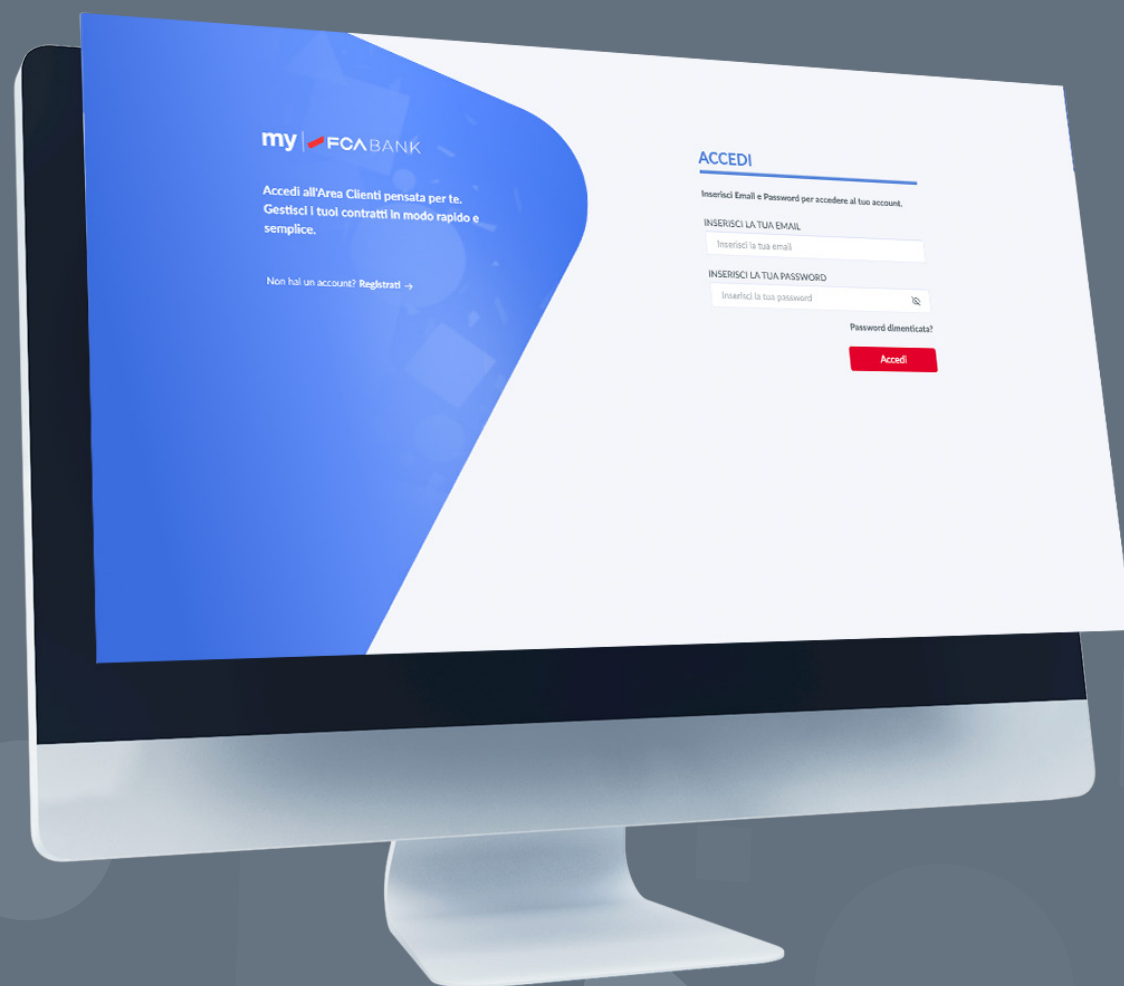 my | FCA BANK
Accedi all'Area Clienti pensata per te.
Gestisci i tuoi contratti in modo rapido e
semplice.
Non hai un account? Registrati →
ACCEDI
Inserisci Email e Password per accedere al tuo account.
INSERISCI LA TUA EMAIL
Inserisci la tua email
INSERISCI LA TUA PASSWORD
Inserisci la tua password
Password dimenticata?
Accedi